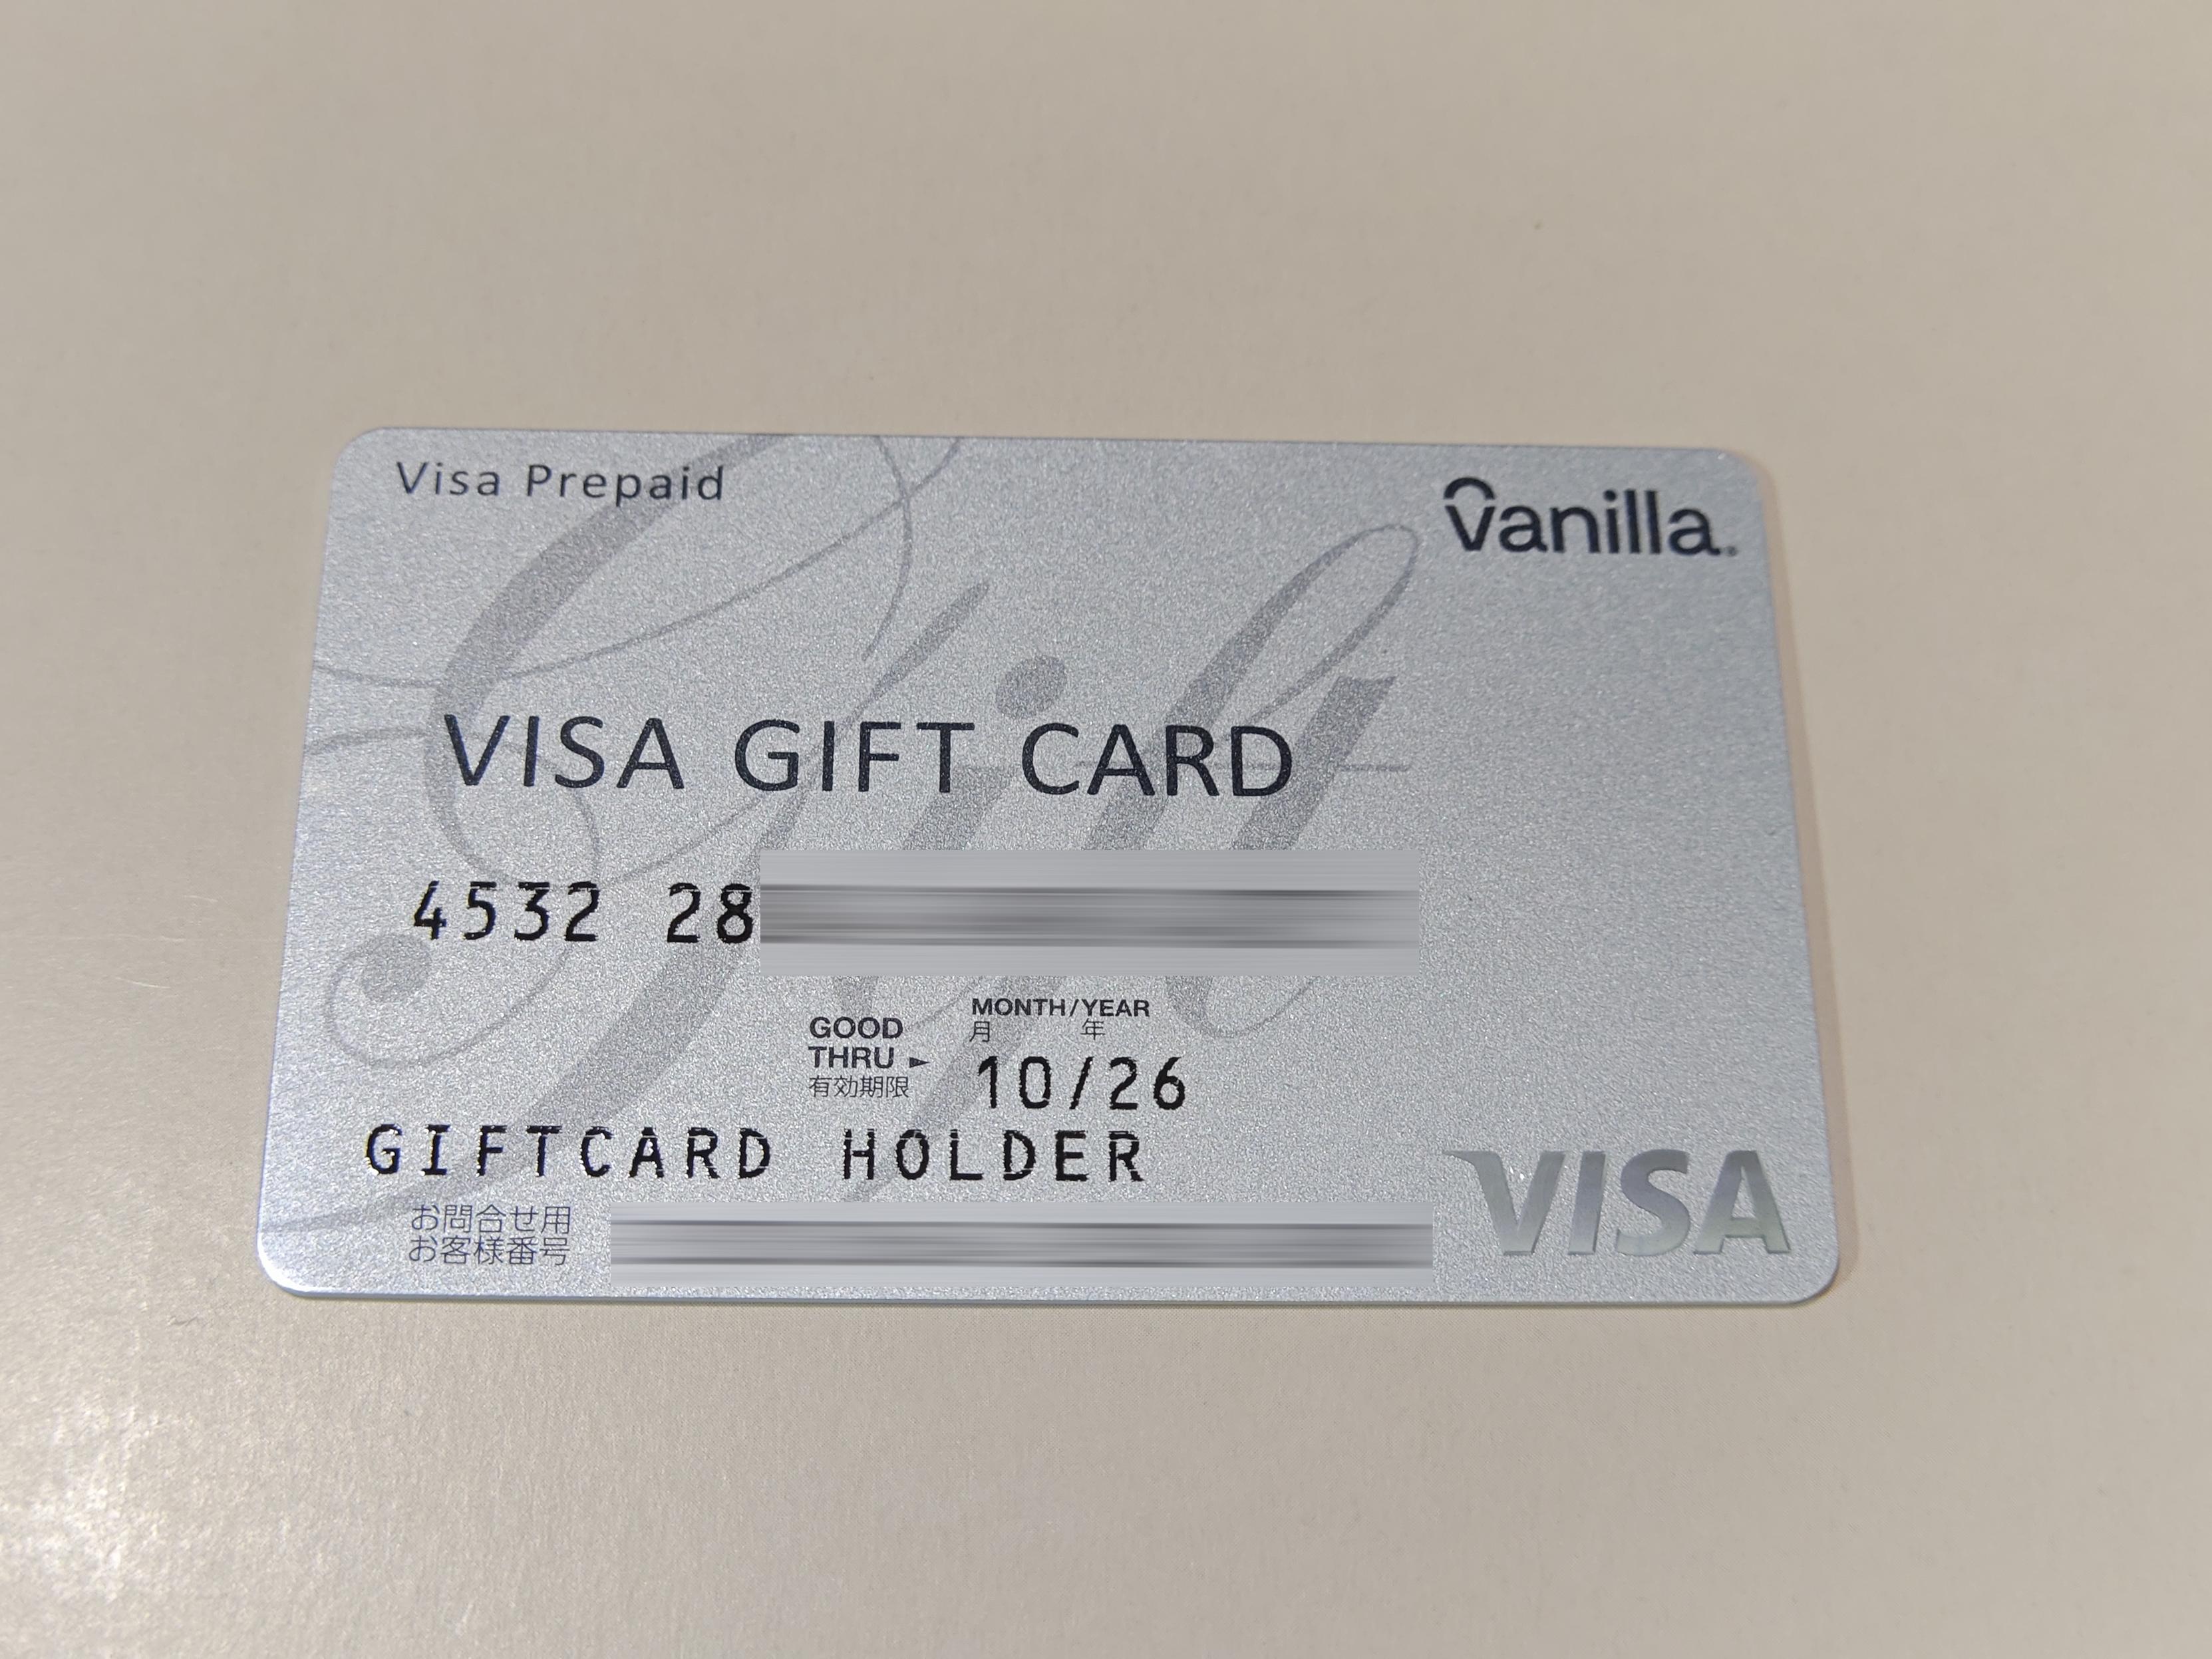 Visa Prepaid
vanilla.
Gift
VISA GIFT CARD
4532 28
MONTH/YEAR
月 年
GOOD
THRU ►
有効期限
10/26
GIFTCARD HOLDER
お問合せ用
お客様番号
VISA